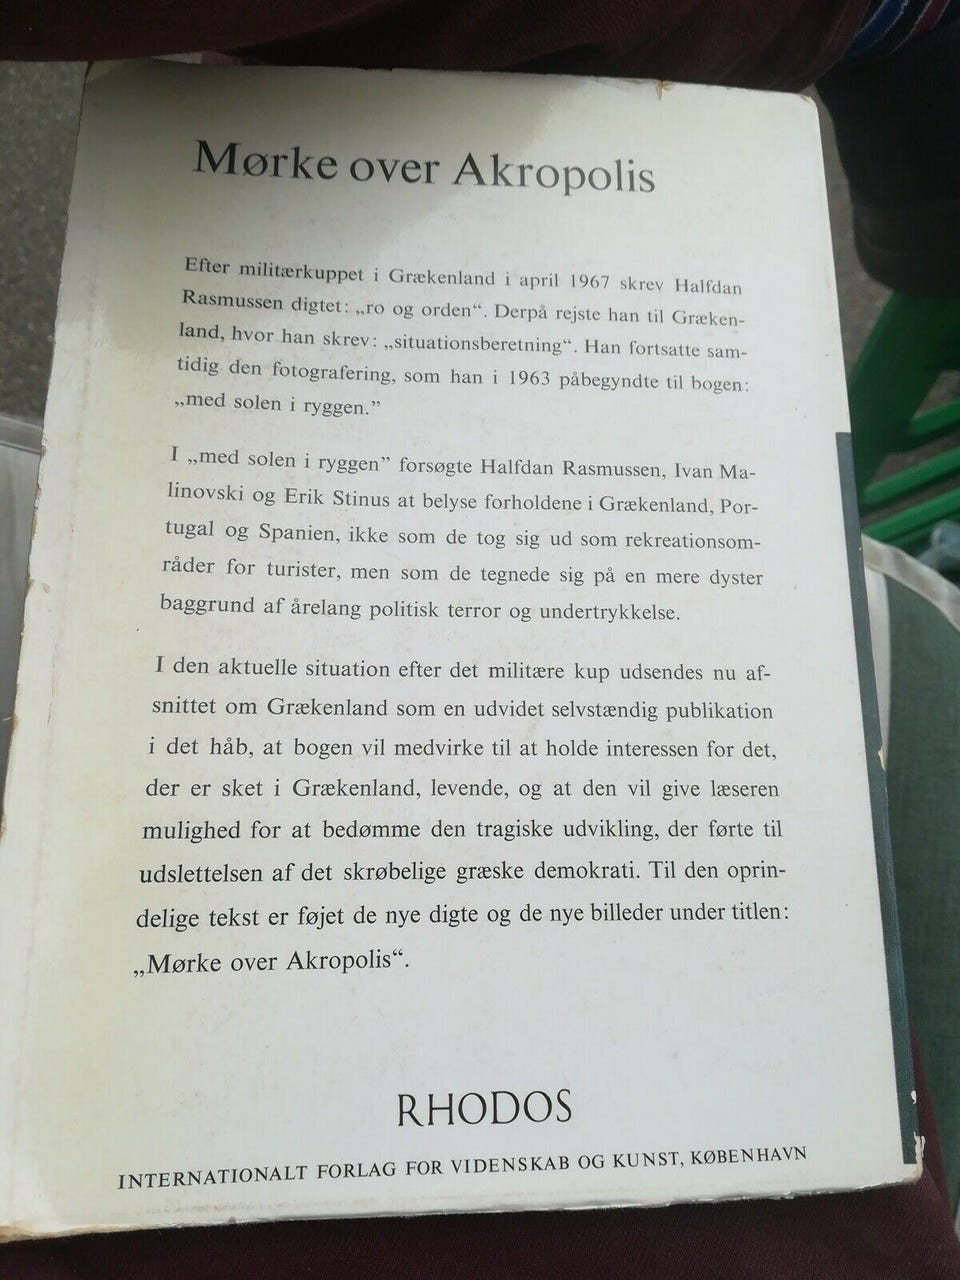 Mørke over Akropolis
Efter militærkuppet i Grækenland i april 1967 skrev Halfdan
Rasmussen digtet: „ro og orden“. Derpå rejste han til Græken-
land, hvor han skrev: „situationsberetning“. Han fortsatte sam-
tidig den fotografering, som han i 1963 påbegyndte til bogen:
„med solen i ryggen.”
I „med solen i ryggen” forsøgte Halfdan Rasmussen, Ivan Ma-
linovski og Erik Stinus at belyse forholdene i Grækenland, Por-
tugal og Spanien, ikke som de tog sig ud som rekreationsom-
råder for turister, men som de tegnede sig på en mere dyster
baggrund af årelang politisk terror og undertrykkelse.
I den aktuelle situation efter det militære kup udsendes nu af-
snittet om Grækenland som en udvidet selvstændig publikation
i det håb, at bogen vil medvirke til at holde interessen for det,
der er sket i Grækenland, levende, og at den vil give læseren
mulighed for at bedømme den tragiske udvikling, der førte til
udslettelsen af det skrøbelige græske demokrati. Til den oprin-
delige tekst er føjet de nye digte og de nye billeder under titlen:
„Mørke over Akropolis“.
RHODOS
INTERNATIONALT FORLAG FOR VIDENSKAB OG KUNST, KØBENHAVN